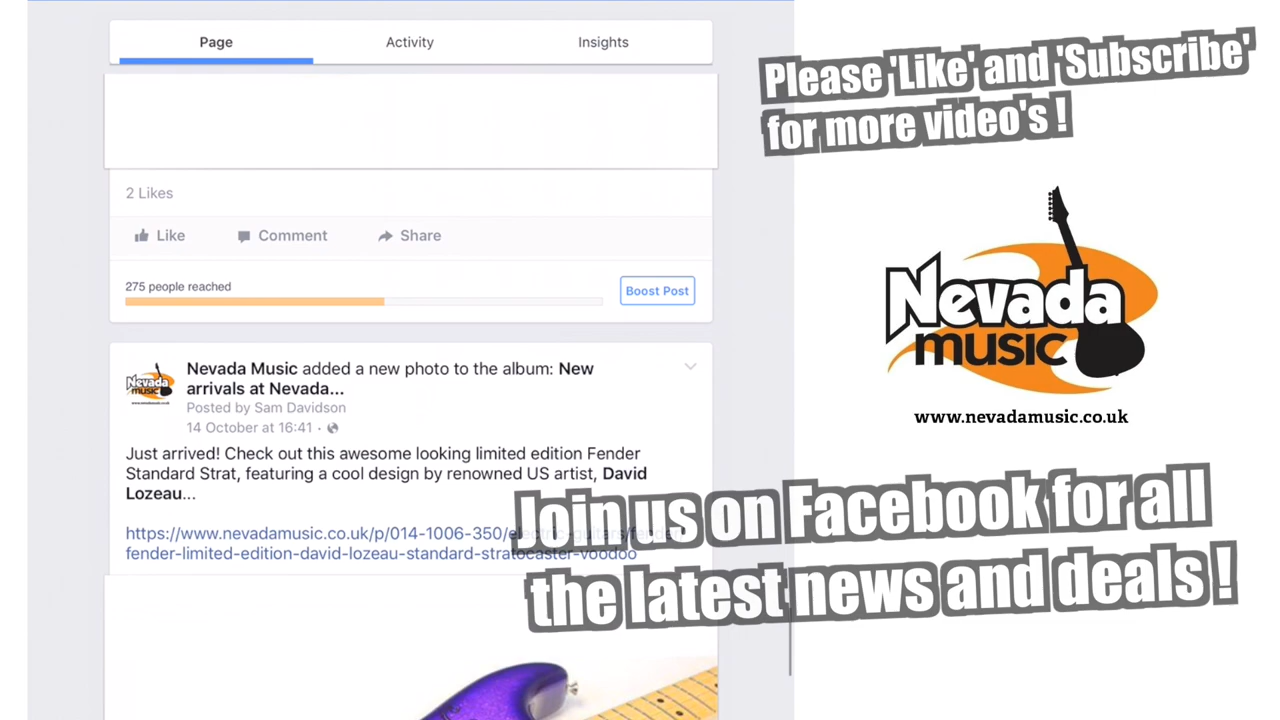 Page
Activity
Insights
2 Likes
Like
Comment
Share
275 people reached
Boost Post
Nevada Music added a new photo to the album: New
arrivals at Nevada...
Posted by Sam Davidson
14 October at 16:41 ·
Just arrived! Check out this awesome looking limited edition Fender
Standard Strat, featuring a cool design by renowned US artist, David
Lozeau...
https://www.nevadamusic.co.uk/p/014-1006-350/electric-guitars/fender/
fender-limited-edition-david-lozeau-standard-stratocaster-voodoo
Please 'Like' and 'Subscribe'
for more video's !
Nevada
music
www.nevadamusic.co.uk
Join us on Facebook for all
the latest news and deals !